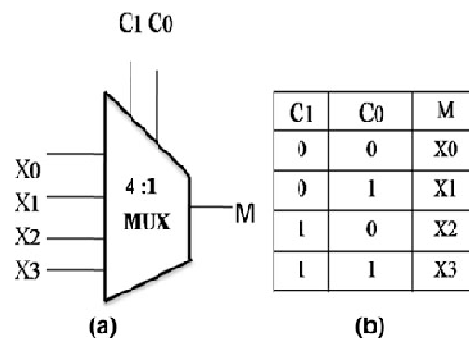 C1 C0
X0
X1
X2
X3
4 :1
MUX
M
(a)
C1 C0 M
0 0 X0
0 1 X1
1 0 X2
1 1 X3
(b)